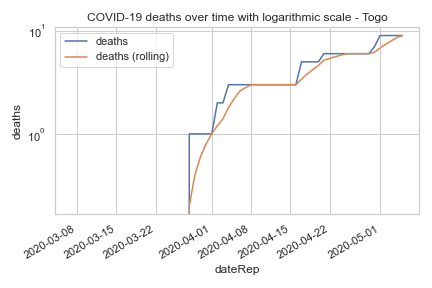 COVID-19 deaths over time with logarithmic scale - Togo
10¹
deaths
deaths (rolling)
deaths
10⁰
2020-03-08
2020-03-15
2020-03-22
2020-04-01
2020-04-08
2020-04-15
2020-04-22
2020-05-01
dateRep